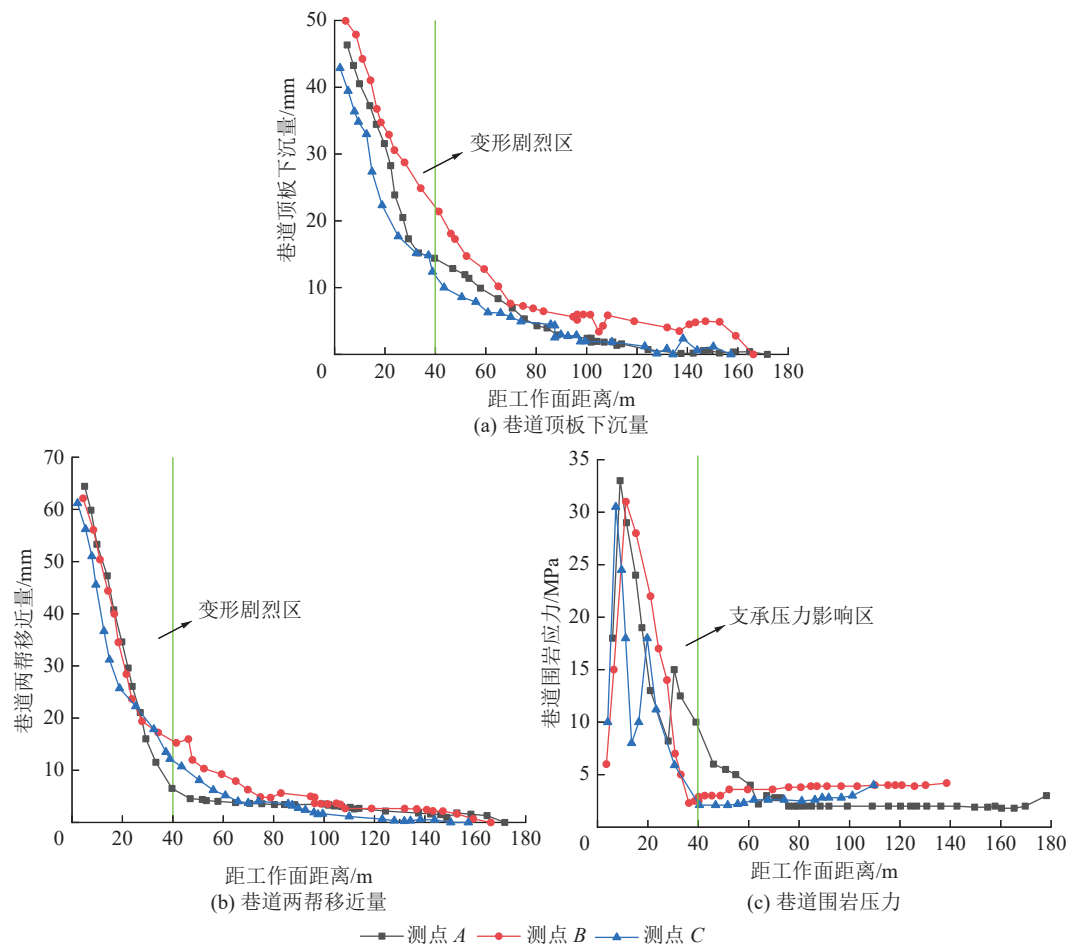 50
40
30
20
10
巷道顶板下沉量/mm
变形剧烈区
0 20 40 60 80 100 120 140 160 180
距工作面距离/m
(a) 巷道顶板下沉量
70
60
50
40
30
20
10
巷道两帮移近量/mm
变形剧烈区
0 20 40 60 80 100 120 140 160 180
距工作面距离/m
(b) 巷道两帮移近量
35
30
25
20
15
10
5
巷道围岩应力/MPa
支承压力影响区
0 20 40 60 80 100 120 140 160 180
距工作面距离/m
(c) 巷道围岩压力
测点 A 测点 B 测点 C